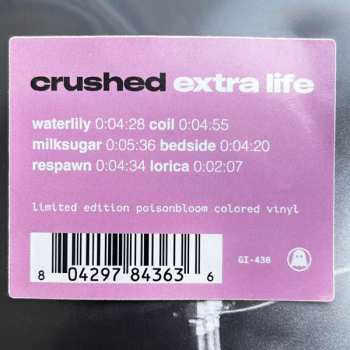 crushed extra life
waterlily 0:04:28 coil 0:04:55
milksugar 0:05:36 bedside 0:04:20
respawn 0:04:34 lorica 0:02:07
limited edition poisonbloom colored vinyl
GI-438
8 04297 84363 6